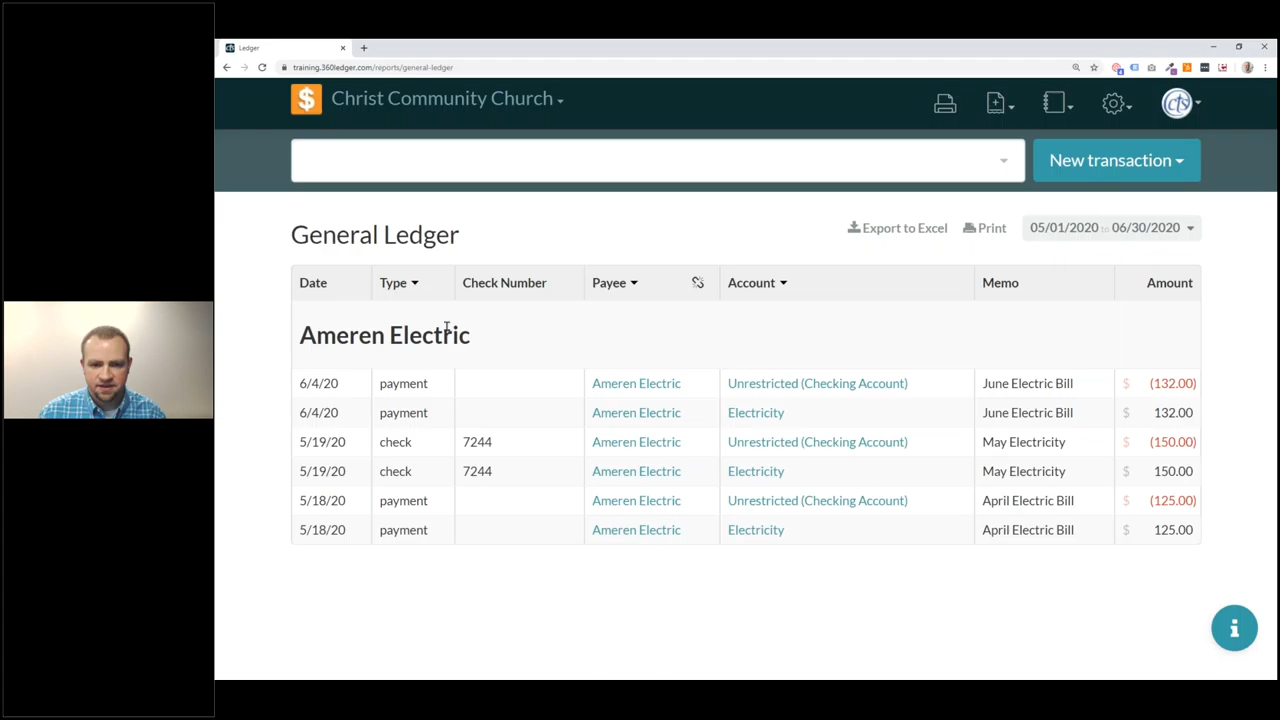 Ledger
training.360ledger.com/reports/general-ledger
$ Christ Community Church
cts
New transaction
General Ledger
Export to Excel Print 05/01/2020 to 06/30/2020
Date Type Check Number Payee Account Memo Amount
Ameren Electric
6/4/20 payment Ameren Electric Unrestricted (Checking Account) June Electric Bill $ (132.00)
6/4/20 payment Ameren Electric Electricity June Electric Bill $ 132.00
5/19/20 check 7244 Ameren Electric Unrestricted (Checking Account) May Electricity $ (150.00)
5/19/20 check 7244 Ameren Electric Electricity May Electricity $ 150.00
5/18/20 payment Ameren Electric Unrestricted (Checking Account) April Electric Bill $ (125.00)
5/18/20 payment Ameren Electric Electricity April Electric Bill $ 125.00
i